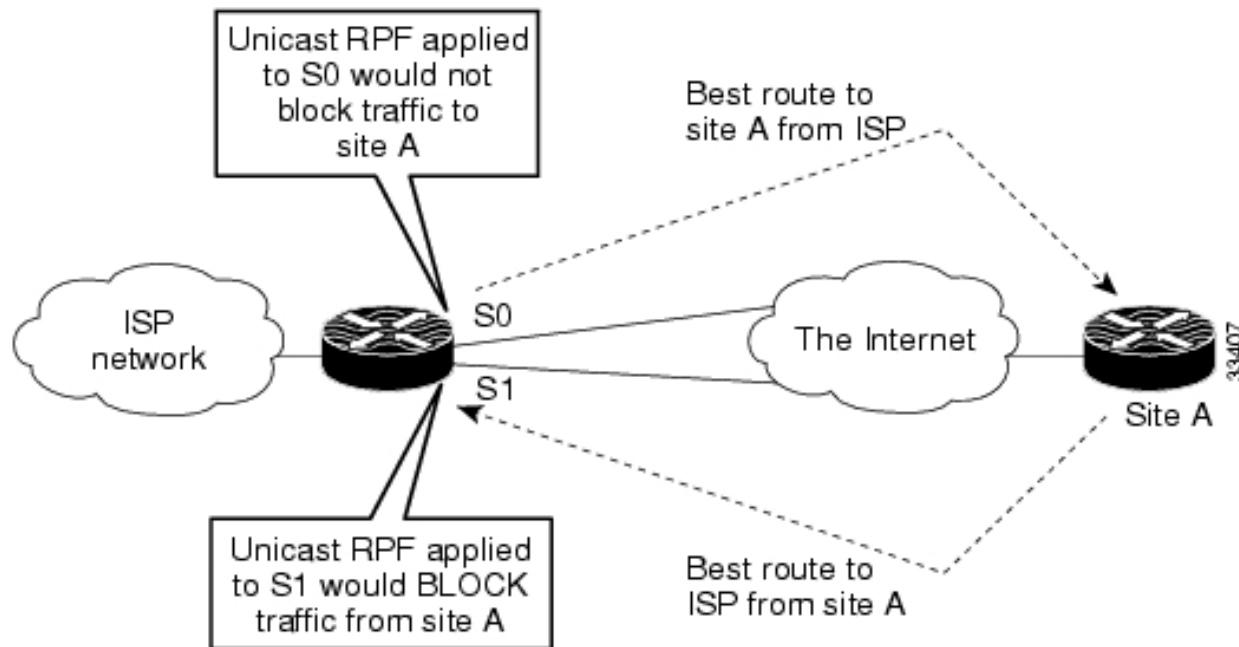 Unicast RPF applied
to S0 would not
block traffic to
site A
Best route to
site A from ISP
ISP
network
S0
S1
The Internet
33407
Site A
Unicast RPF applied
to S1 would BLOCK
traffic from site A
Best route to
ISP from site A